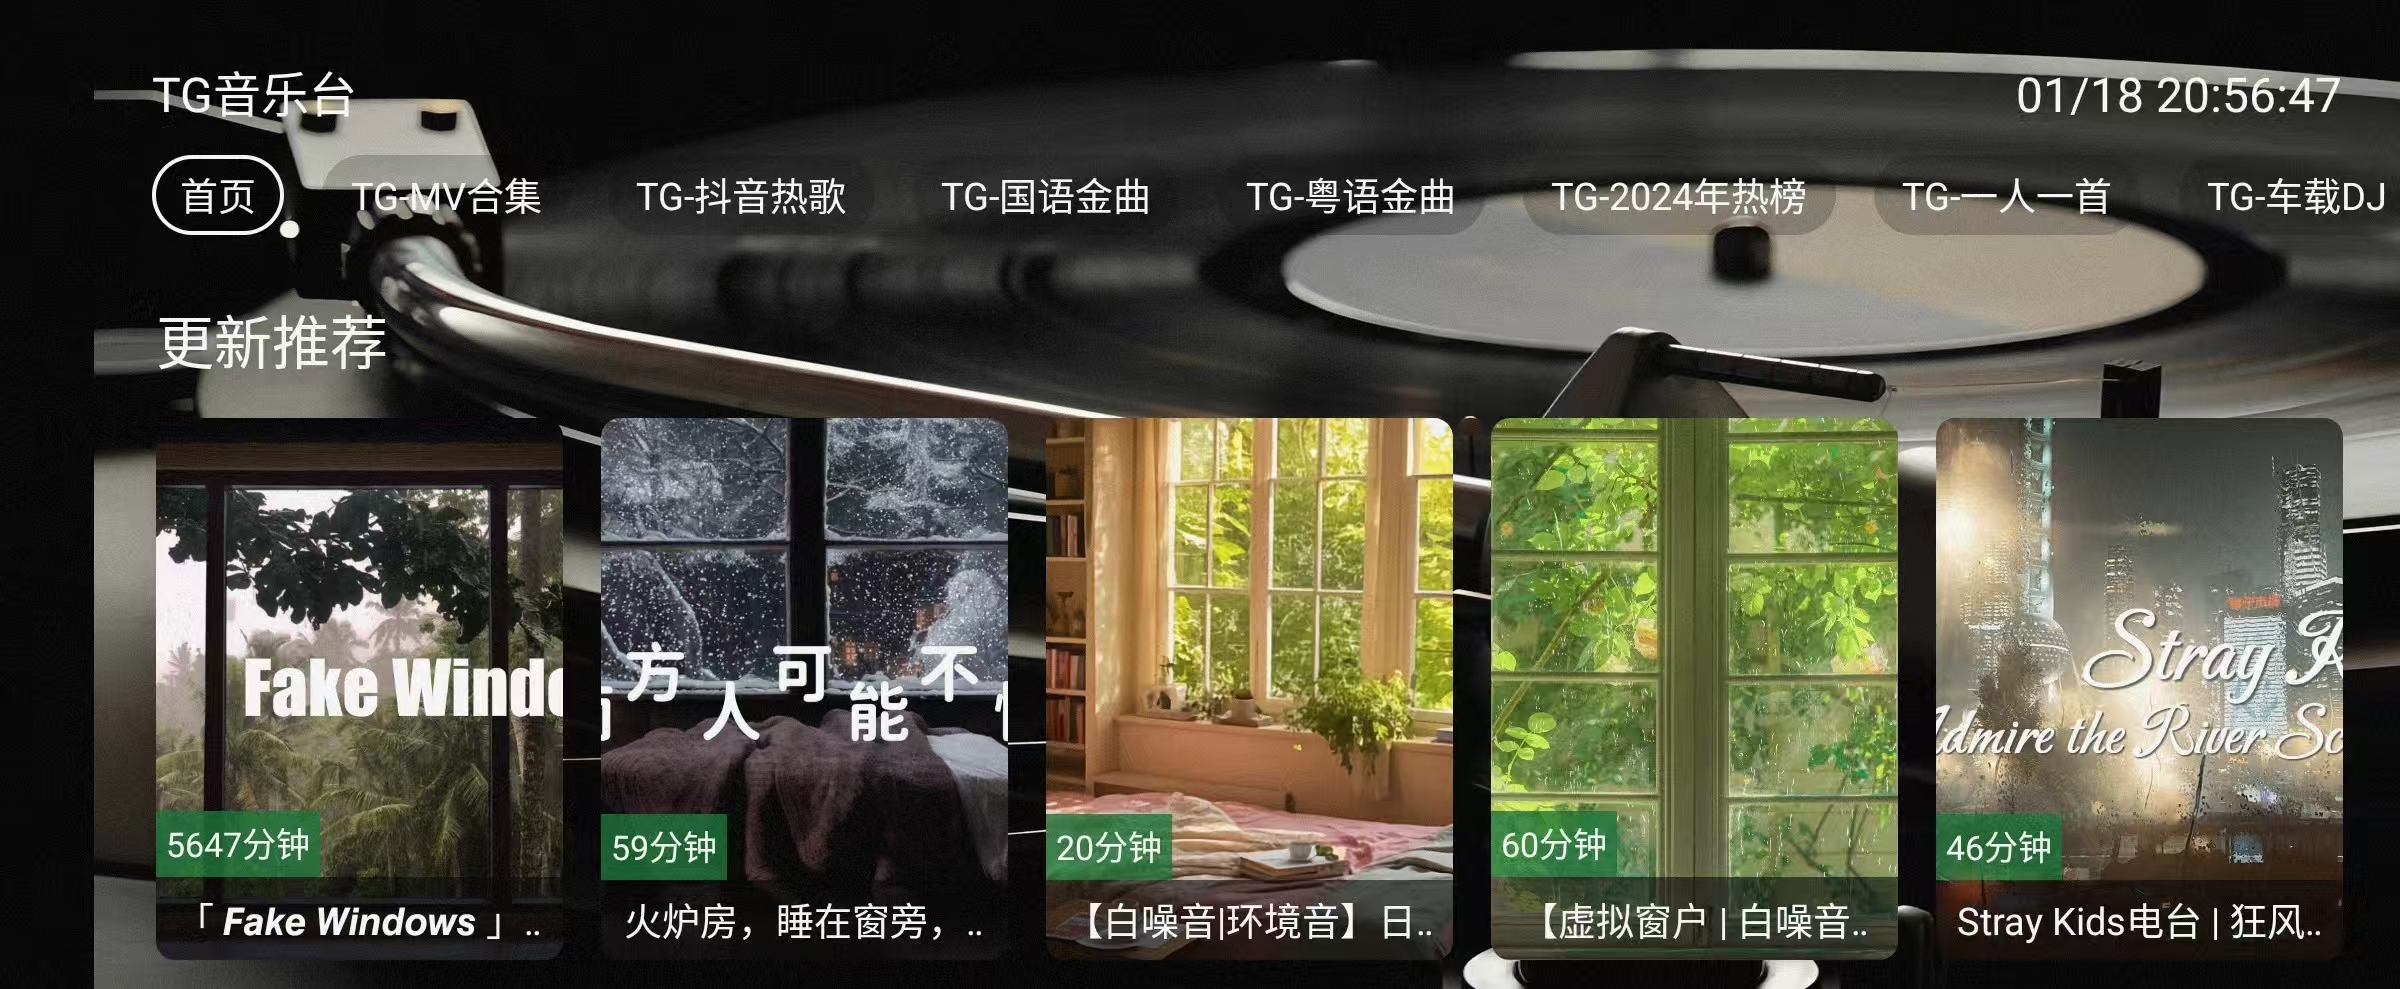 TG音乐台
01/18 20:56:47
首页
TG-MV合集
TG-抖音热歌
TG-国语金曲
TG-粤语金曲
TG-2024年热榜
TG-一人一首
TG-车载DJ
更新推荐
Fake Windo
方 可 不
人 能
Stray
Admire the River Sc
5647分钟
59分钟
20分钟
60分钟
46分钟
「 Fake Windows 」..
火炉房，睡在窗旁，..
【白噪音|环境音】日..
【虚拟窗户 | 白噪音..
Stray Kids电台 | 狂风..